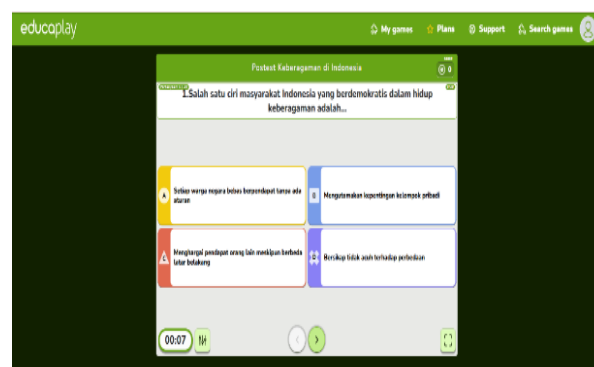 educaplay
My games
Plans
Support
Search games
Postest Keberagaman di Indonesia
0
1.Salah satu ciri masyarakat Indonesia yang berdemokratis dalam hidup
keberagaman adalah...
A
Setiap warga negara bebas berpendapat tanpa ada
aturan
B
Mengutamakan kepentingan kelompok pribadi
C
Menghargai pendapat orang lain meskipun berbeda
latar belakang
D
Bersikap tidak acuh terhadap perbedaan
00:07